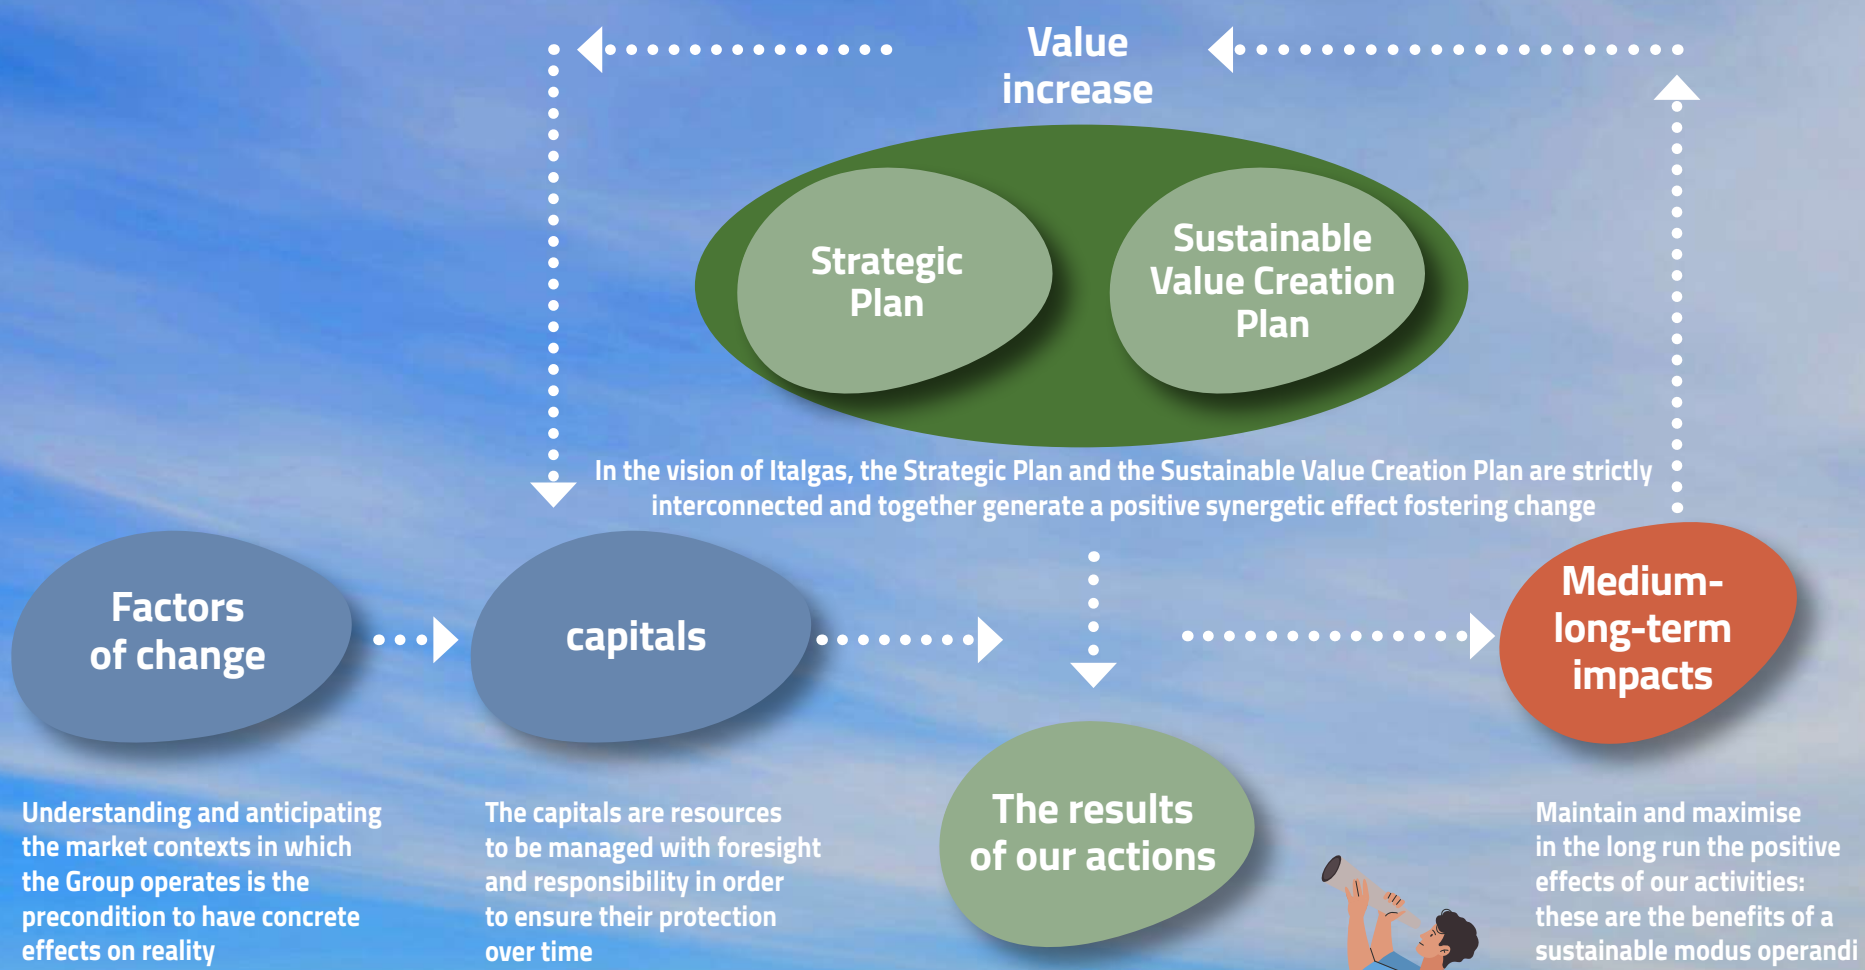 Value
increase
Strategic
Plan
Sustainable
Value Creation
Plan
In the vision of Italgas, the Strategic Plan and the Sustainable Value Creation Plan are strictly
interconnected and together generate a positive synergetic effect fostering change
Factors
of change
capitals
Medium-
long-term
impacts
The results
of our actions
Understanding and anticipating
the market contexts in which
the Group operates is the
precondition to have concrete
effects on reality
The capitals are resources
to be managed with foresight
and responsibility in order
to ensure their protection
over time
Maintain and maximise
in the long run the positive
effects of our activities:
these are the benefits of a
sustainable modus operandi